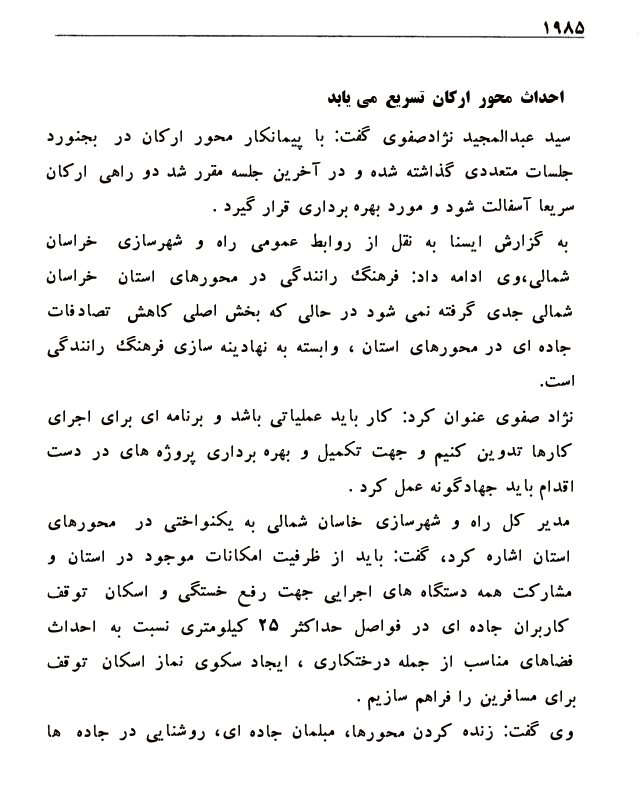 ۱۹۸۵
احداث محور ارکان تسریع می یابد
سید عبدالمجید نژادصفوی گفت: با پیمانکار محور ارکان در بجنورد
جلسات متعددی گذاشته شده و در آخرین جلسه مقرر شد دو راهی ارکان
سریعا آسفالت شود و مورد بهره برداری قرار گیرد .
به گزارش ایسنا به نقل از روابط عمومی راه و شهرسازی خراسان
شمالی،وی ادامه داد: فرهنگ رانندگی در محورهای استان خراسان
شمالی جدی گرفته نمی شود در حالی که بخش اصلی کاهش تصادفات
جاده ای در محورهای استان ، وابسته به نهادینه سازی فرهنگ رانندگی
است.
نژاد صفوی عنوان کرد: کار باید عملیاتی باشد و برنامه ای برای اجرای
کارها تدوین کنیم و جهت تکمیل و بهره برداری پروژه های در دست
اقدام باید جهادگونه عمل کرد .
مدیر کل راه و شهرسازی خاسان شمالی به یکنواختی در محورهای
استان اشاره کرد، گفت: باید از ظرفیت امکانات موجود در استان و
مشارکت همه دستگاه های اجرایی جهت رفع خستگی و اسکان توقف
کاربران جاده ای در فواصل حداکثر ۲۵ کیلومتری نسبت به احداث
فضاهای مناسب از جمله درختکاری ، ایجاد سکوی نماز اسکان توقف
برای مسافرین را فراهم سازیم .
وی گفت: زنده کردن محورها، مبلمان جاده ای، روشنایی در جاده ها